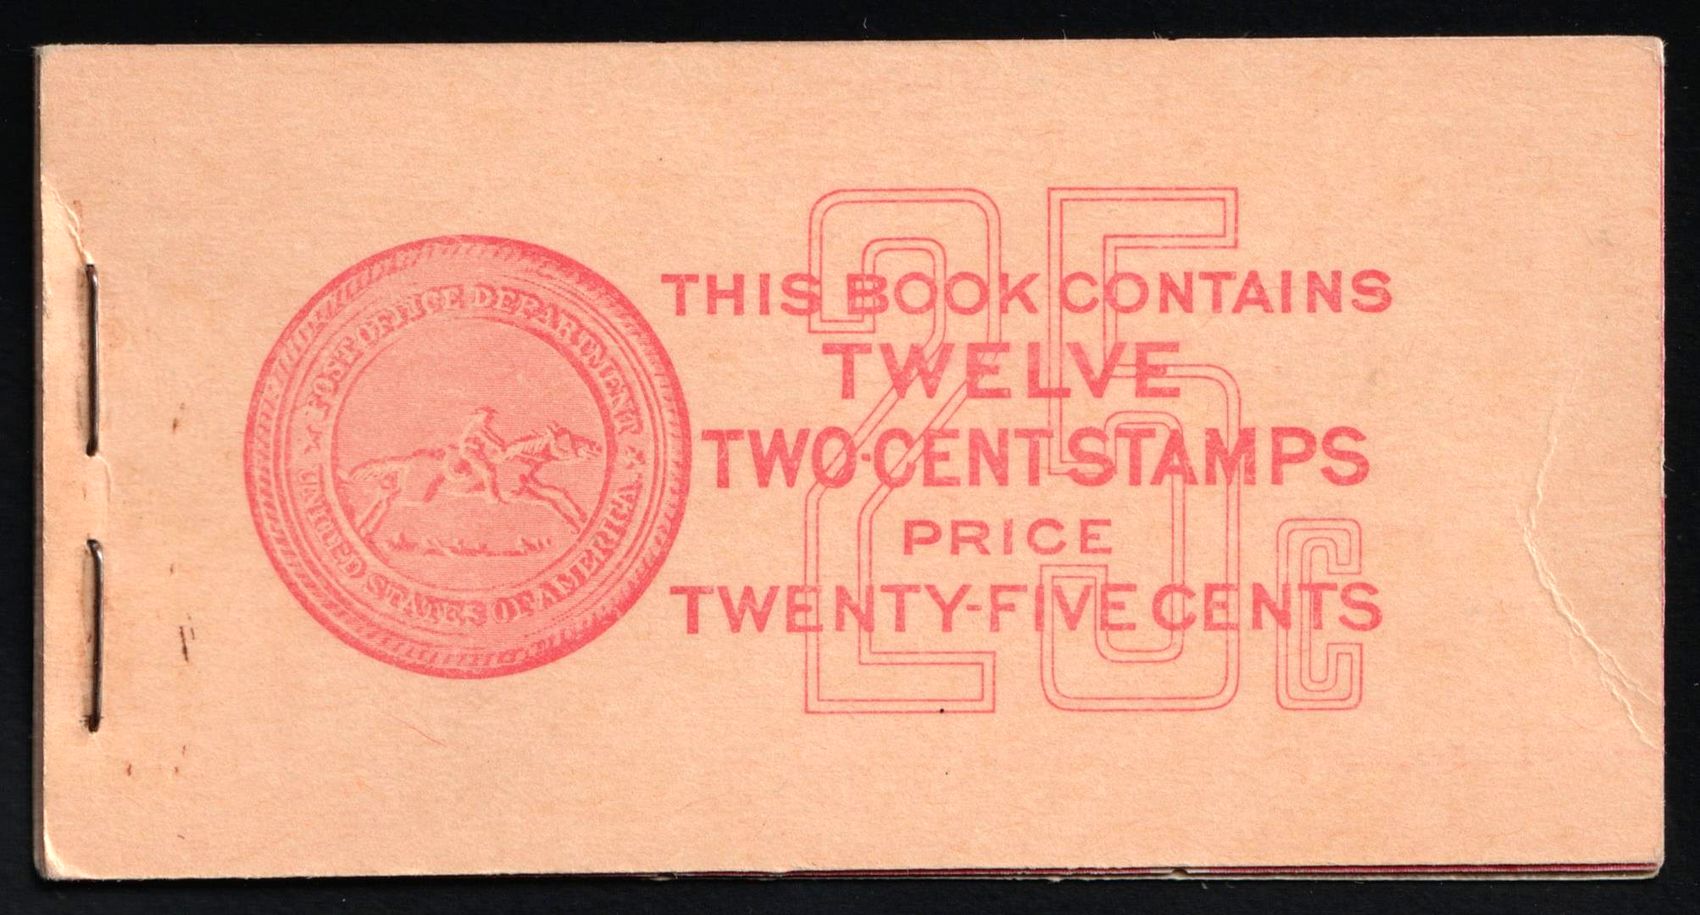 POST OFFICE DEPARTMENT
UNITED STATES OF AMERICA
25c
THIS BOOK CONTAINS
TWELVE
TWO-CENT STAMPS
PRICE
TWENTY-FIVE CENTS